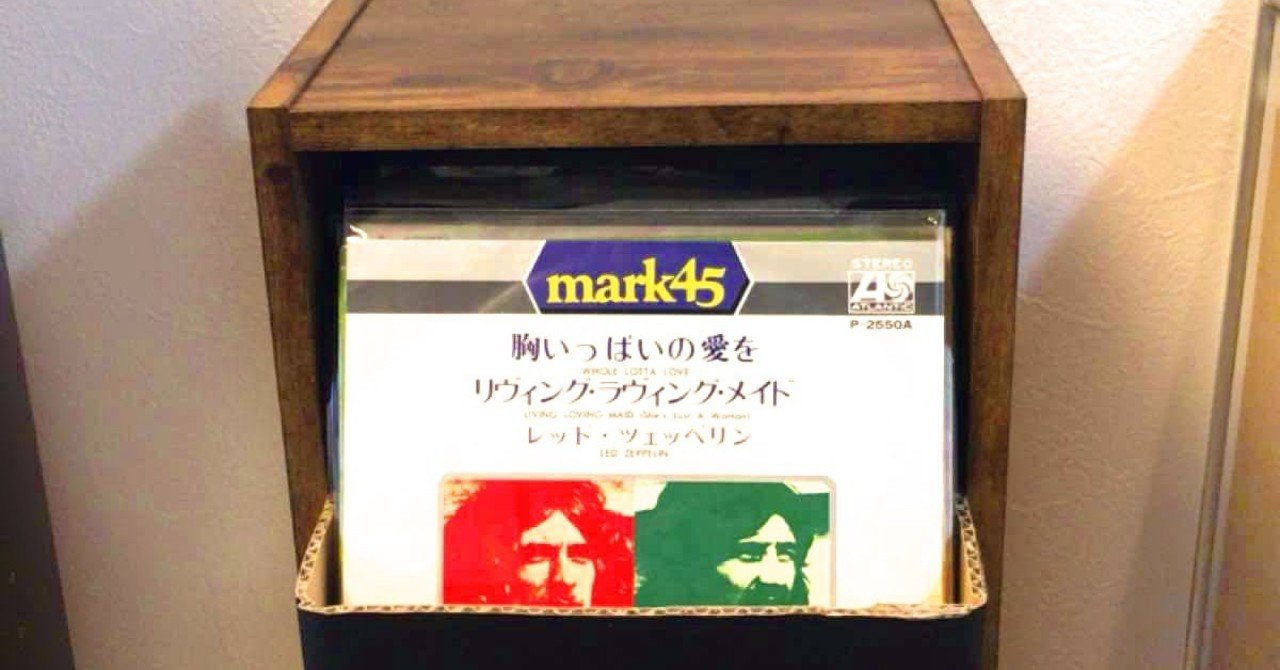 mark45
STEREO
ATLANTIC
P-2550A
胸いっぱいの愛を
WHOLE LOTTA LOVE
リヴィング・ラヴィング・メイド
LIVING LOVING MAID (She's Just A Woman)
レッド・ツェッペリン
LED ZEPPELIN